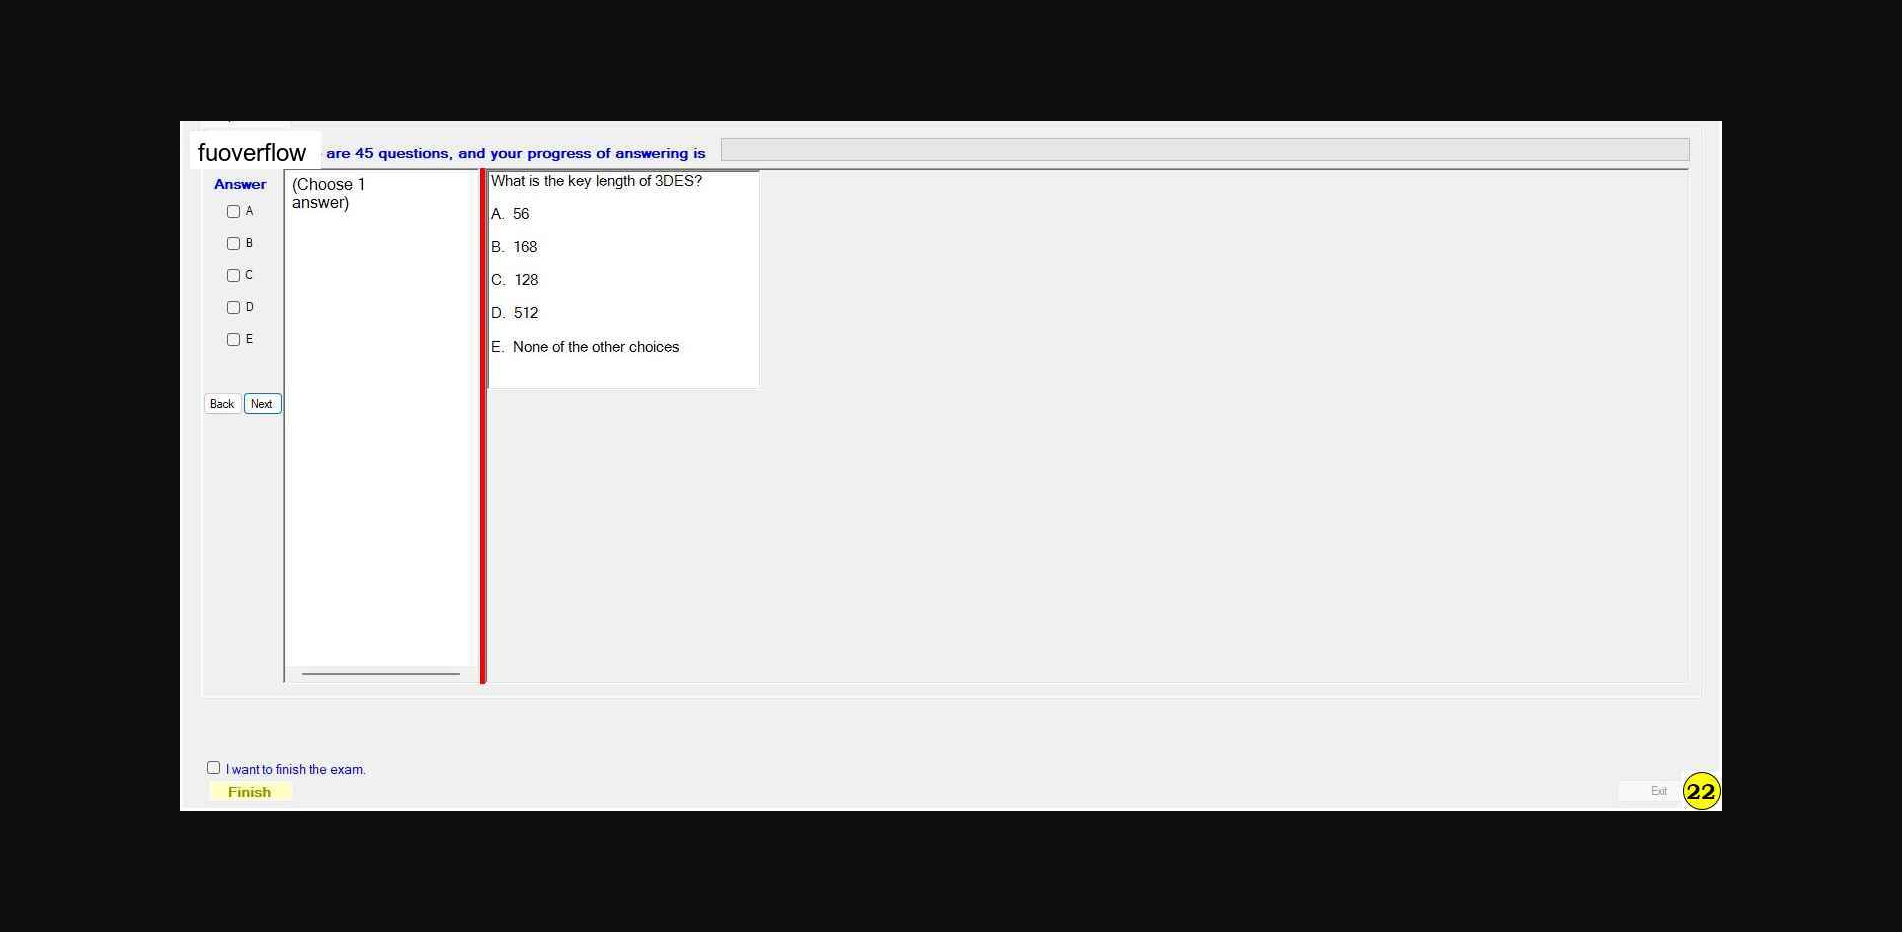 fuoverflow are 45 questions, and your progress of answering is
Answer
A
B
C
D
E
Back Next
(Choose 1
answer)
What is the key length of 3DES?
A. 56
B. 168
C. 128
D. 512
E. None of the other choices
I want to finish the exam.
Finish
Exit
22